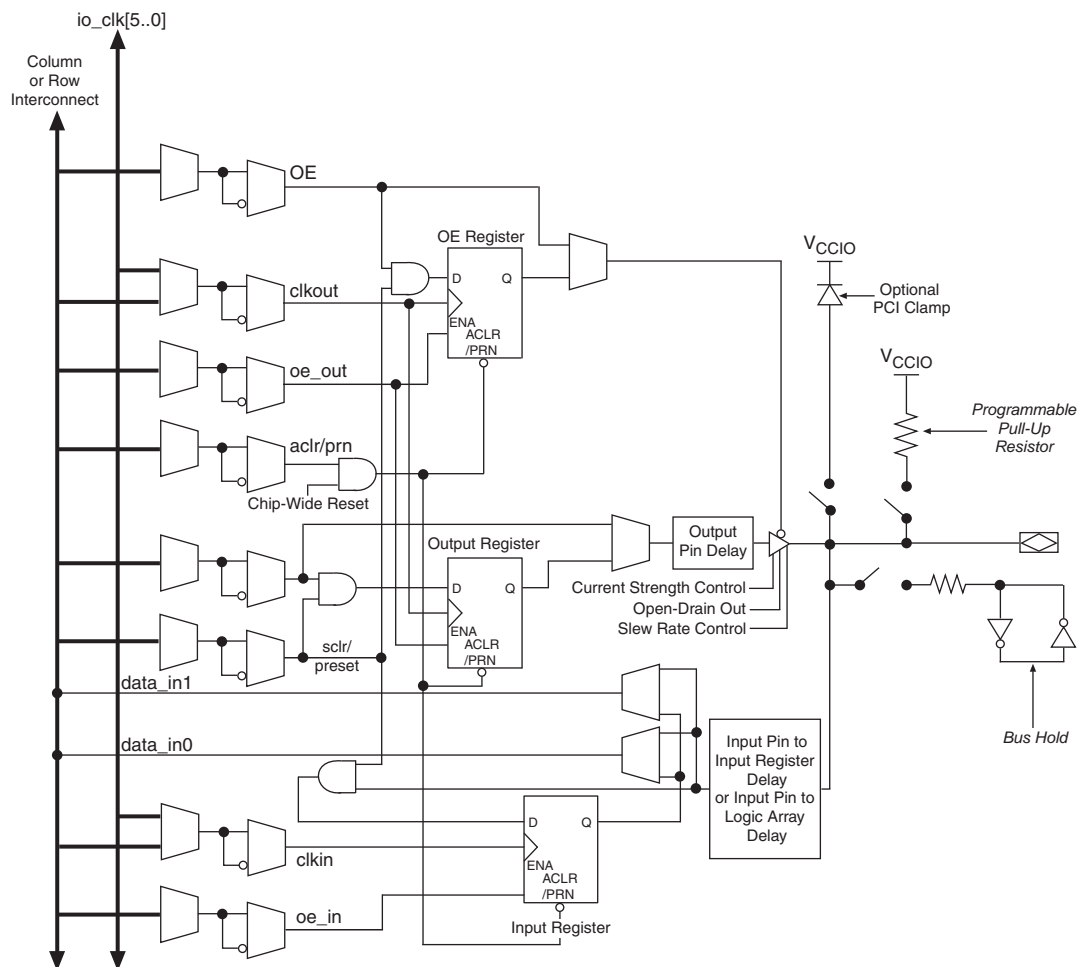 io_clk[5..0]
Column
or Row
Interconnect
OE
OE Register
D Q
ENA
ACLR
/PRN
clkout
oe_out
aclr/prn
Chip-Wide Reset
VCCIO
Optional
PCI Clamp
VCCIO
Programmable
Pull-Up
Resistor
Output Register
D Q
ENA
ACLR
/PRN
Output
Pin Delay
Current Strength Control
Open-Drain Out
Slew Rate Control
sclr/
preset
data_in1
data_in0
Bus Hold
Input Pin to
Input Register
Delay
or Input Pin to
Logic Array
Delay
D Q
ENA
ACLR
/PRN
clkin
oe_in
Input Register